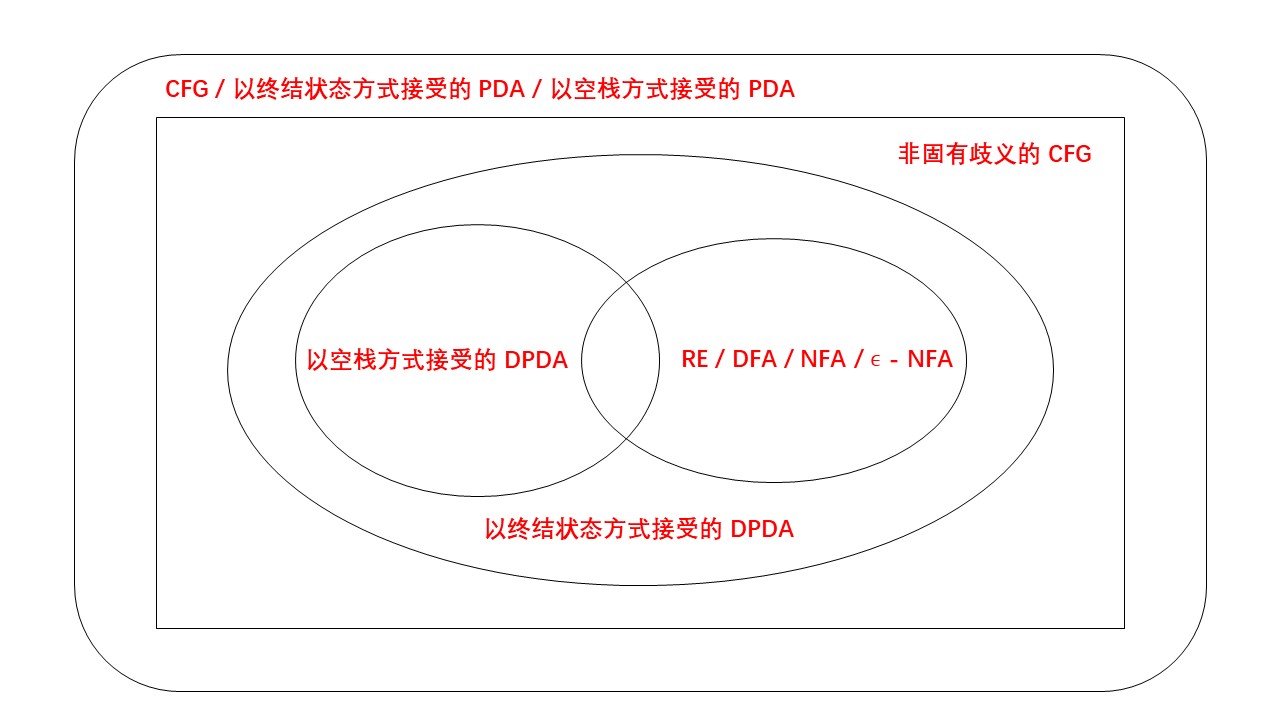 CFG / 以终结状态方式接受的 PDA / 以空栈方式接受的 PDA
非固有歧义的 CFG
以空栈方式接受的 DPDA
RE / DFA / NFA / ϵ - NFA
以终结状态方式接受的 DPDA